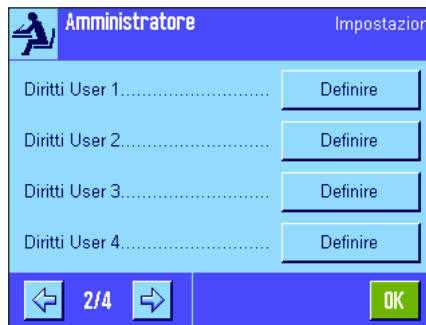 Amministratore Impostazion
Diritti User 1........................... Definire
Diritti User 2........................... Definire
Diritti User 3........................... Definire
Diritti User 4........................... Definire
2/4 OK